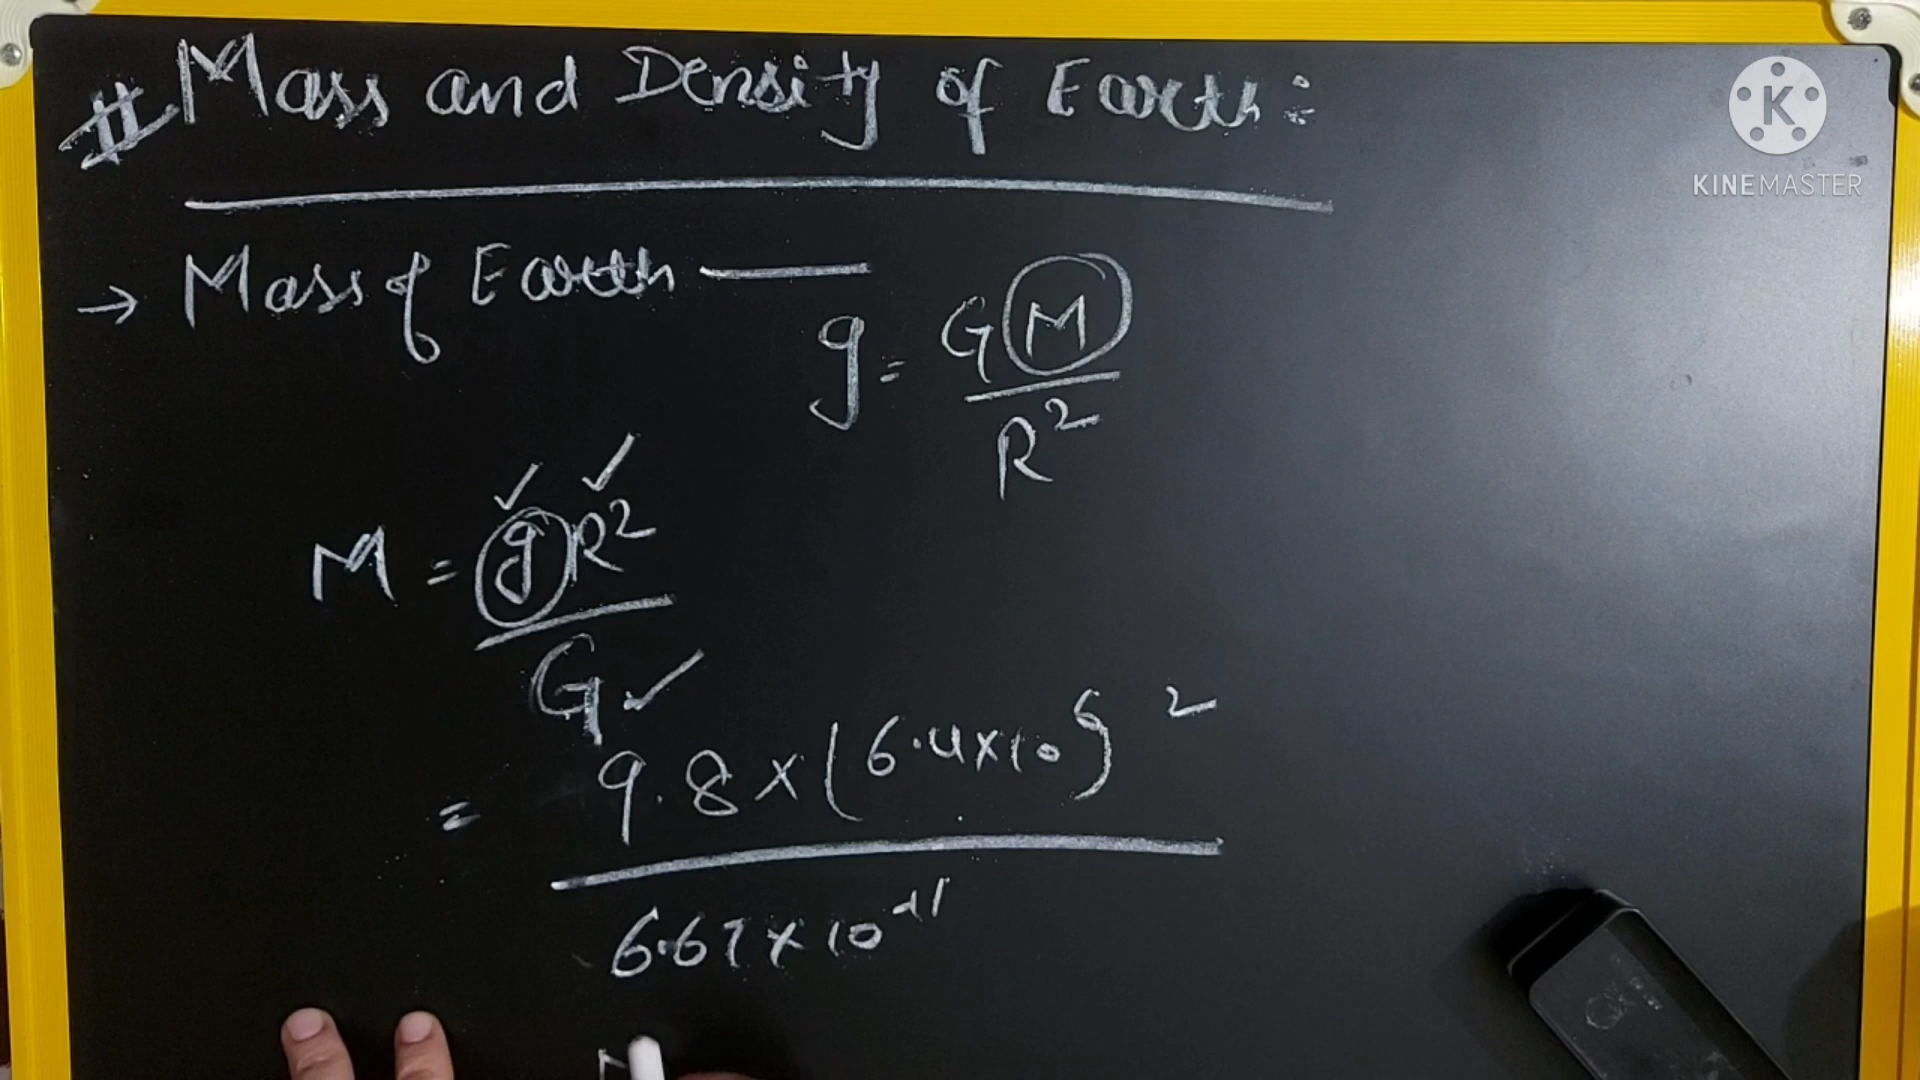 # Mass and Density of Earth:
→ Mass of Earth —
g = GM/R²
M = gR²/G
= 9.8 × (6.4×10⁶)²
6.67 × 10⁻¹¹
K
KINEMASTER